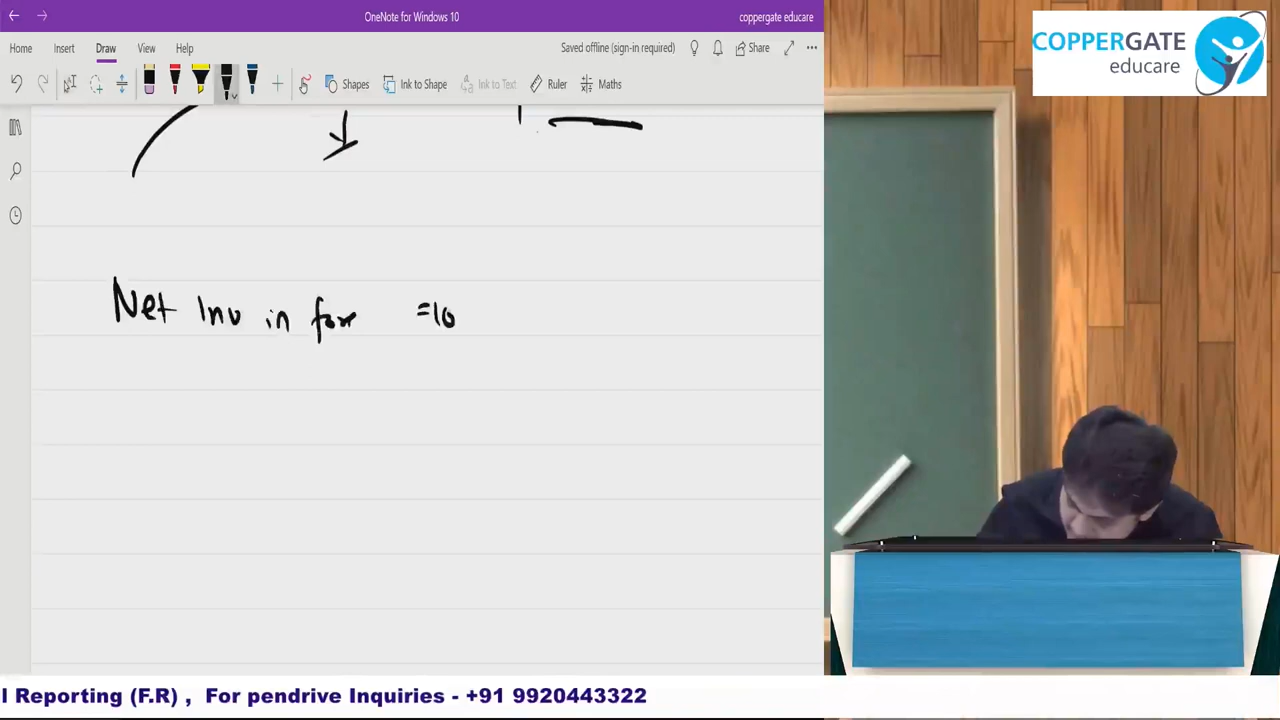 OneNote for Windows 10
coppergate educare
Home Insert Draw View Help
Saved offline (sign-in required)
Share
Shapes
Ink to Shape
Ink to Text
Ruler
Maths
COPPERGATE
educare
Net Inv in for =10
l Reporting (F.R) , For pendrive Inquiries - +91 9920443322